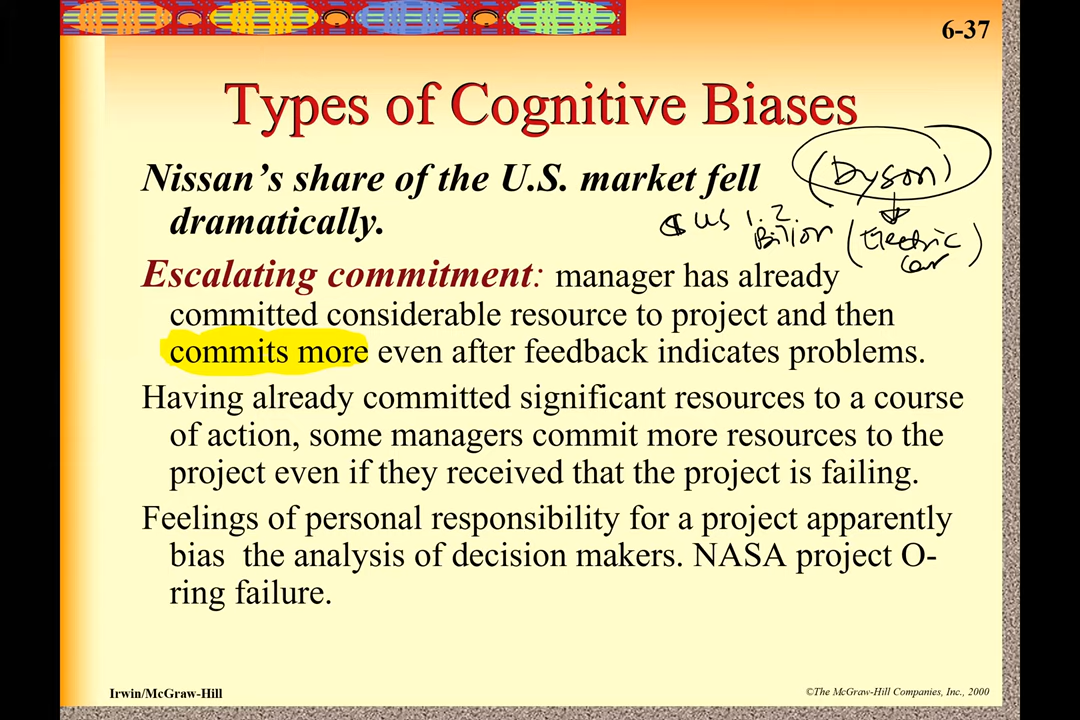 6-37
Types of Cognitive Biases
Nissan's share of the U.S. market fell
dramatically.
(Dyson)
US 1.2.
Billion
(Electric
car)
Escalating commitment: manager has already
committed considerable resource to project and then
commits more even after feedback indicates problems.
Having already committed significant resources to a course
of action, some managers commit more resources to the
project even if they received that the project is failing.
Feelings of personal responsibility for a project apparently
bias the analysis of decision makers. NASA project O-
ring failure.
Irwin/McGraw-Hill
©The McGraw-Hill Companies, Inc., 2000